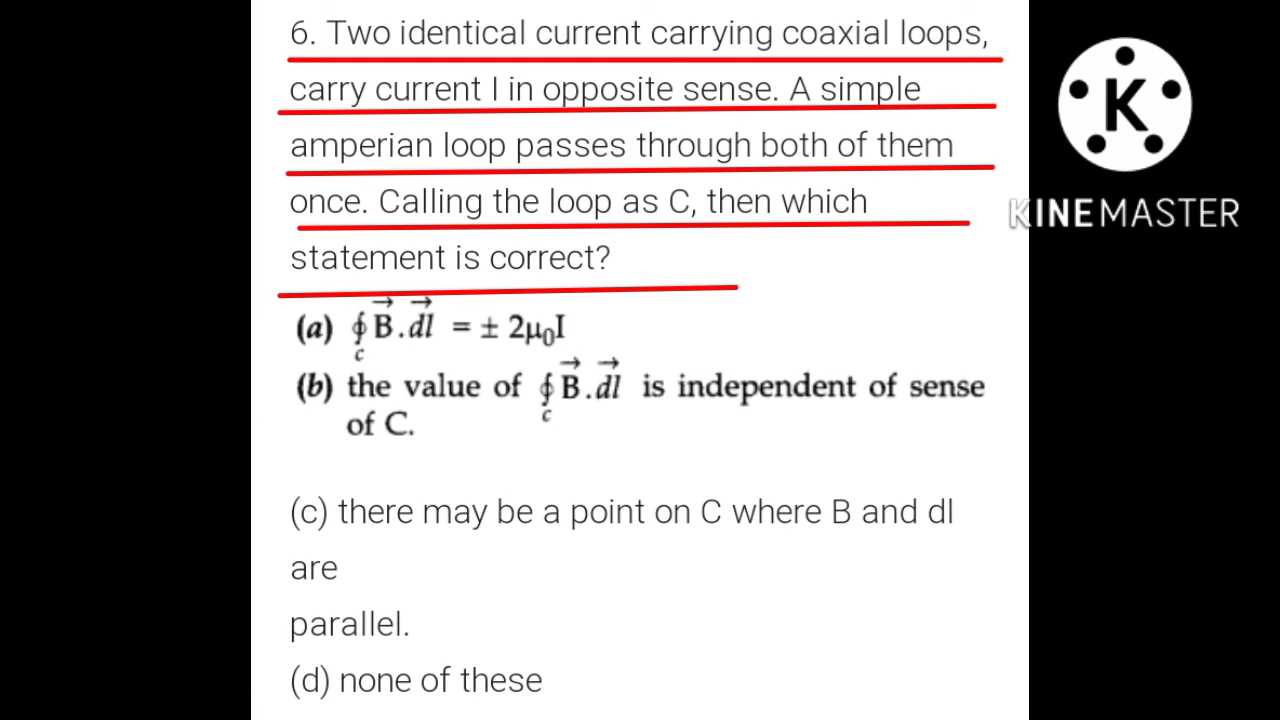 6. Two identical current carrying coaxial loops,
carry current I in opposite sense. A simple
amperian loop passes through both of them
once. Calling the loop as C, then which
statement is correct?
(a) ∮c B⃗.dl⃗ = ± 2μ₀I
(b) the value of ∮c B⃗.dl⃗ is independent of sense
of C.
(c) there may be a point on C where B and dl
are
parallel.
(d) none of these
K
KINEMASTER